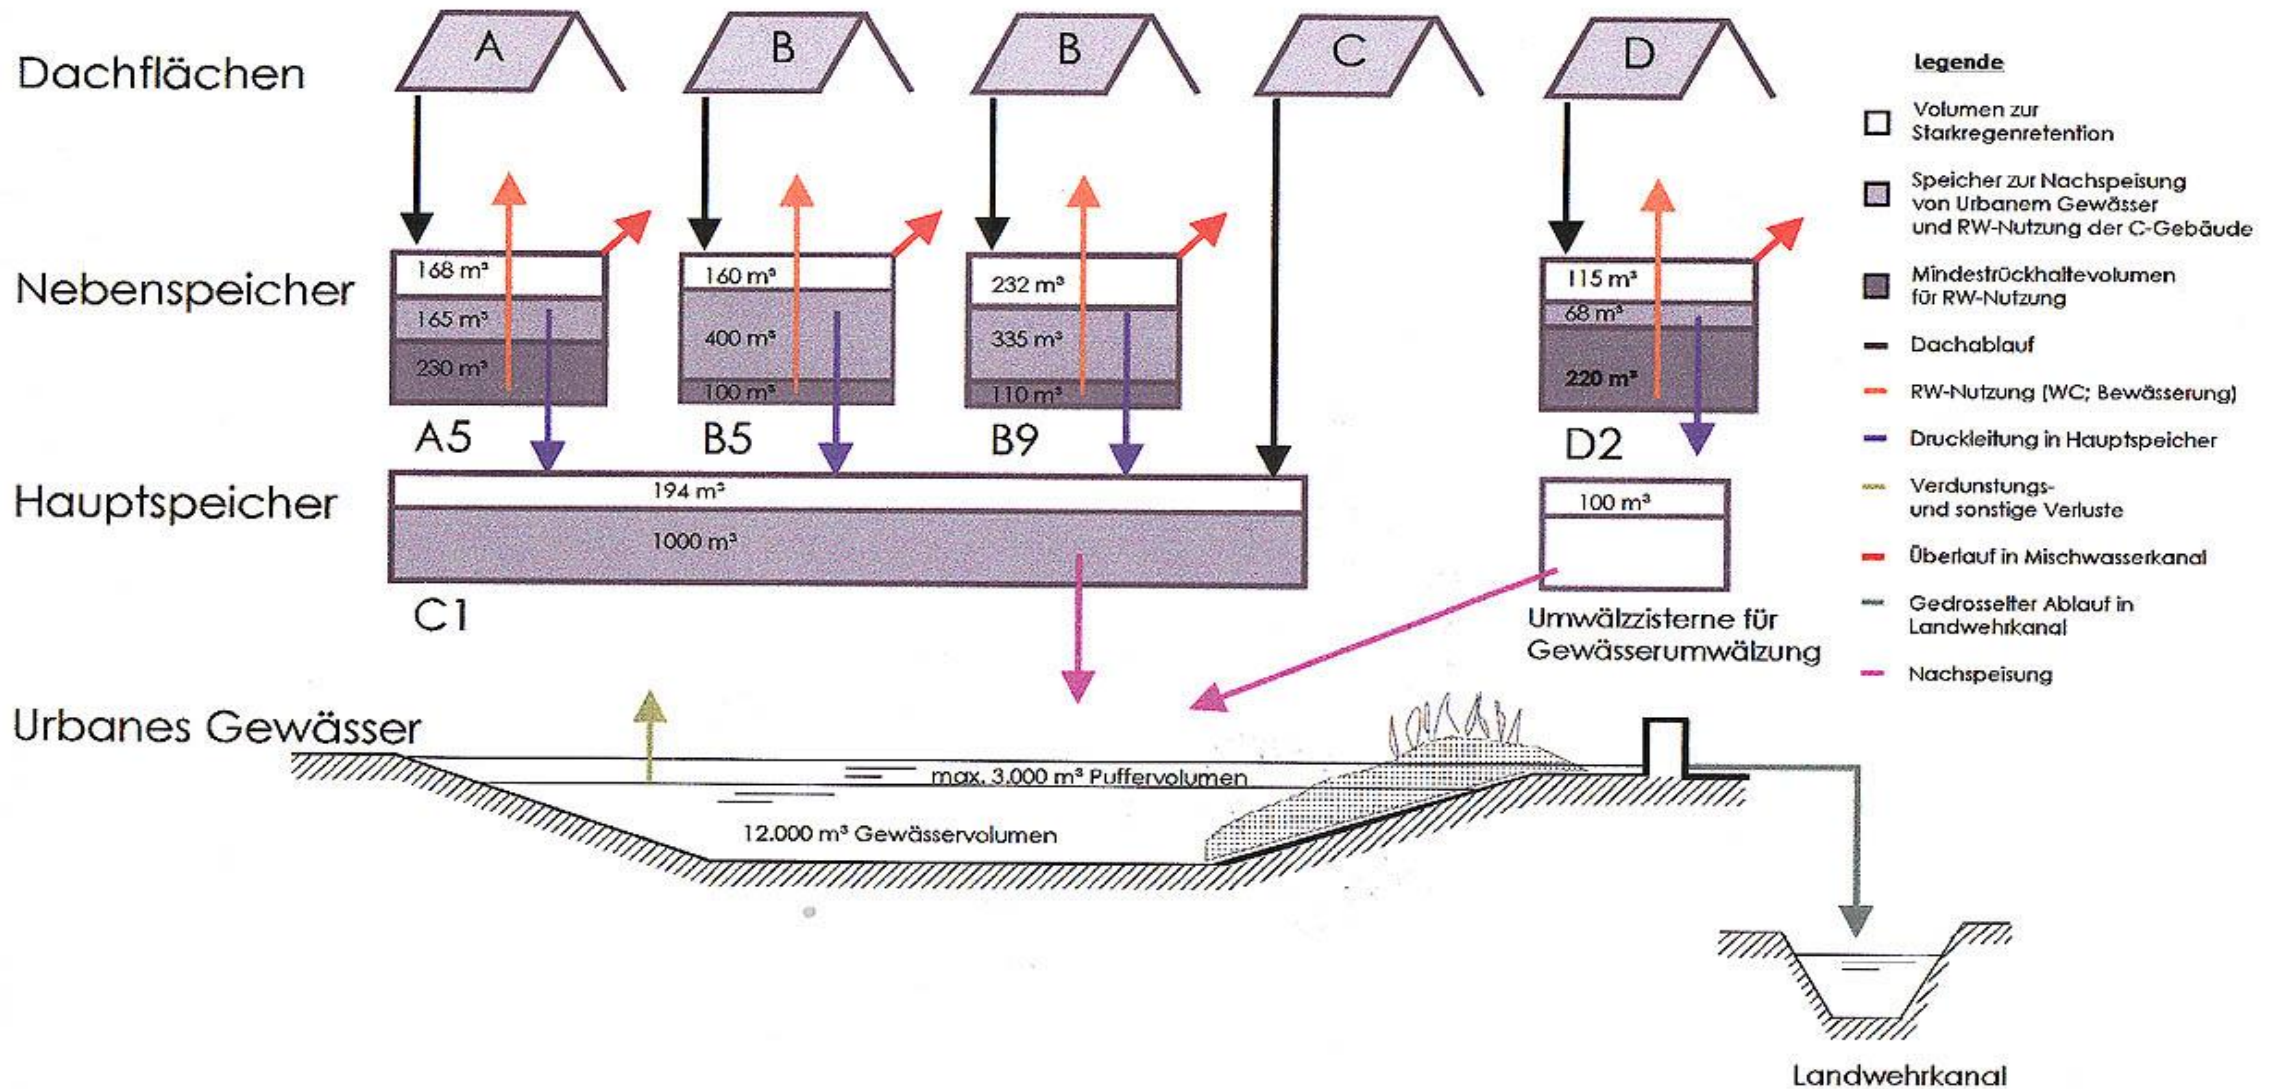 Dachflächen
A
B
B
C
D
Nebenspeicher
168 m³
165 m³
230 m³
A5
160 m³
400 m³
100 m³
B5
232 m³
335 m³
110 m³
B9
115 m³
68 m³
220 m³
D2
Hauptspeicher
194 m³
1000 m³
C1
100 m³
Umwälzzisterne für
Gewässerumwälzung
Urbanes Gewässer
max. 3.000 m³ Puffervolumen
12.000 m³ Gewässervolumen
Landwehrkanal
Legende
Volumen zur
Starkregenretention
Speicher zur Nachspeisung
von Urbanem Gewässer
und RW-Nutzung der C-Gebäude
Mindestrückhaltevolumen
für RW-Nutzung
Dachablauf
RW-Nutzung (WC; Bewässerung)
Druckleitung in Hauptspeicher
Verdunstungs-
und sonstige Verluste
Überlauf in Mischwasserkanal
Gedrosselter Ablauf in
Landwehrkanal
Nachspeisung